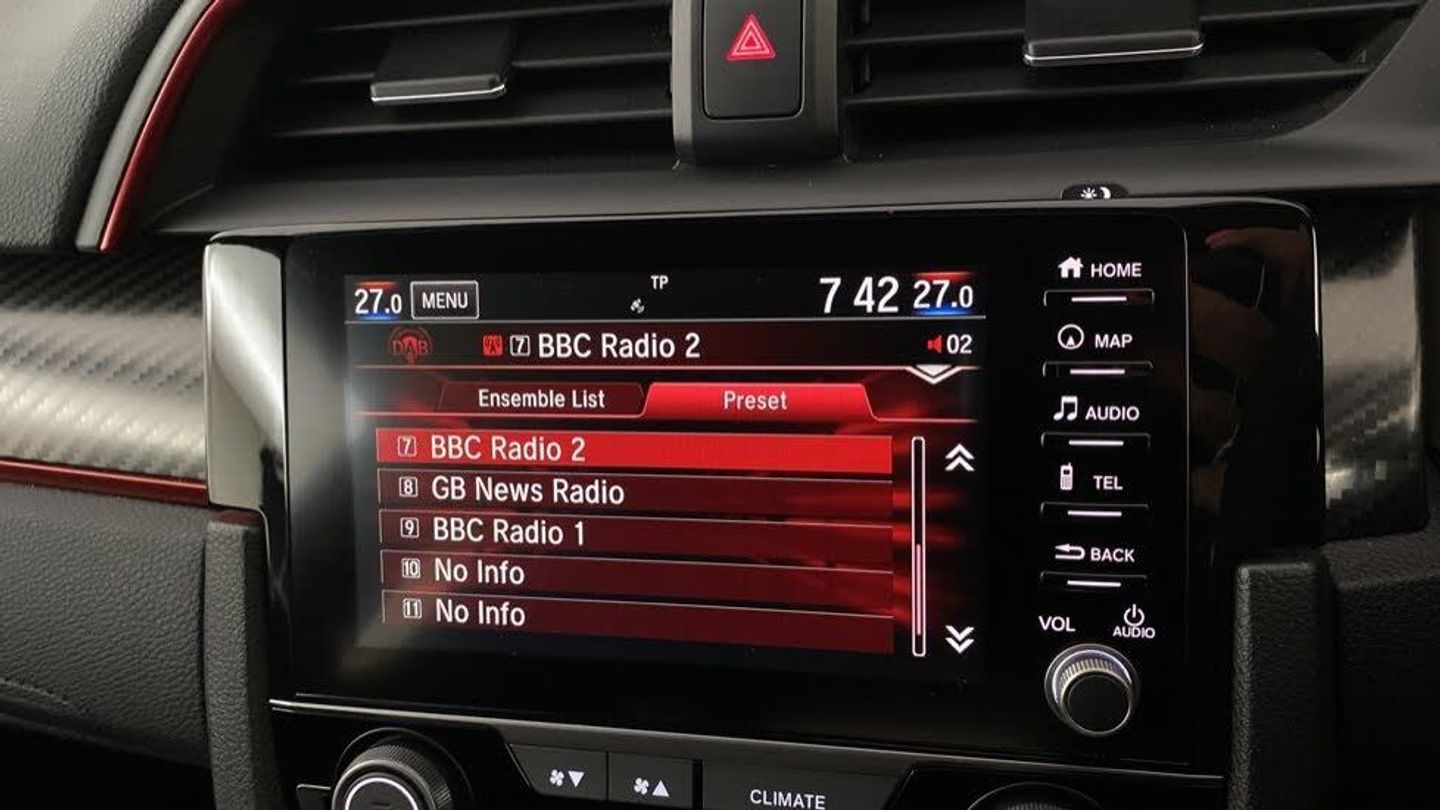 27.0 MENU TP 7 42 27.0
DAB 7 BBC Radio 2 02
Ensemble List Preset
7 BBC Radio 2
8 GB News Radio
9 BBC Radio 1
10 No Info
11 No Info
HOME
MAP
AUDIO
TEL
BACK
VOL AUDIO
CLIMATE